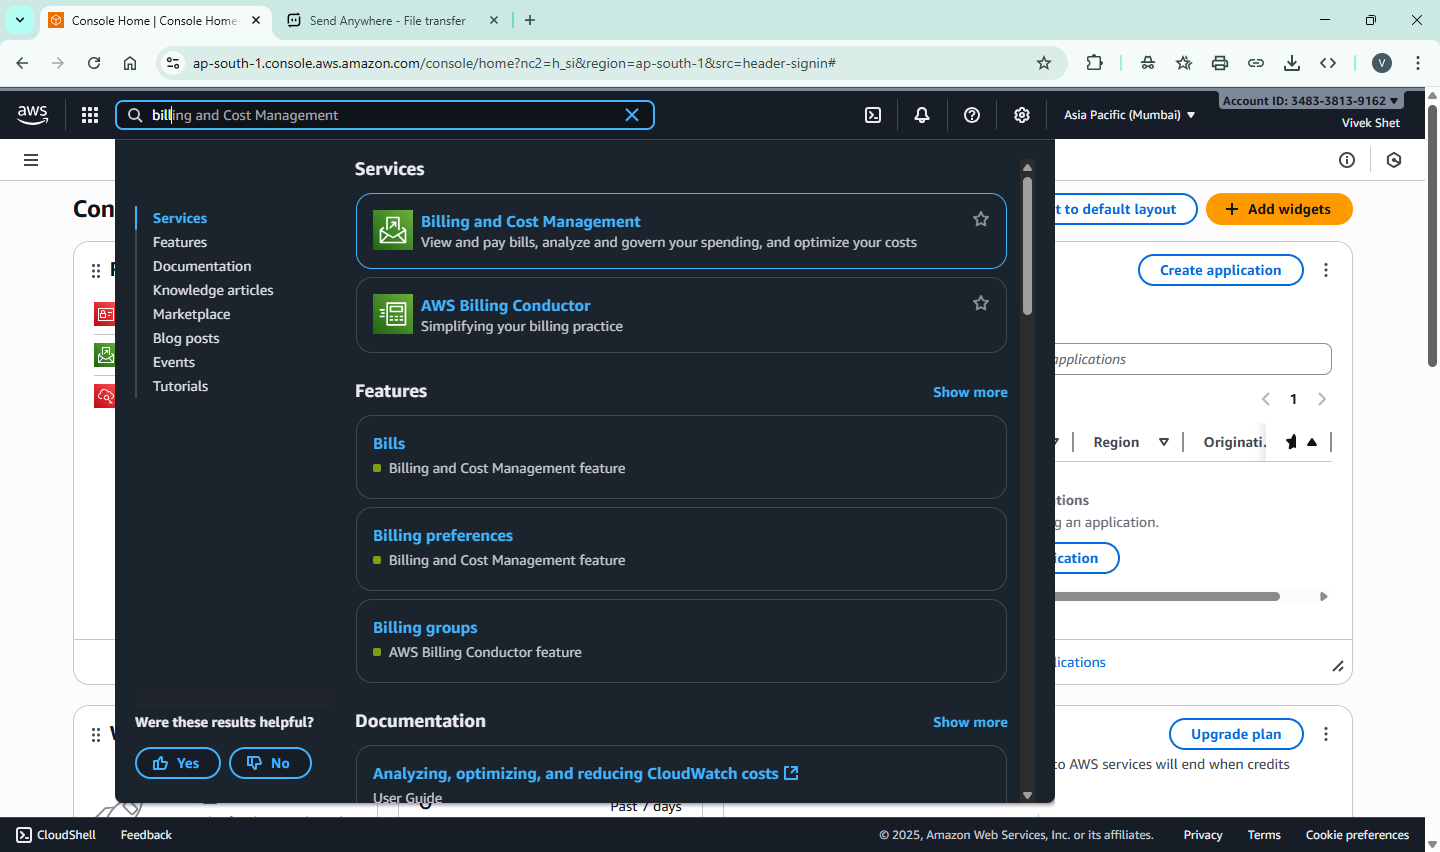 Console Home | Console Home
Send Anywhere - File transfer
ap-south-1.console.aws.amazon.com/console/home?nc2=h_si&region=ap-south-1&src=header-signin#
V
aws
billing and Cost Management
Asia Pacific (Mumbai)
Account ID: 3483-3813-9162
Vivek Shet
Con
t to default layout
Add widgets
Services
Features
Documentation
Knowledge articles
Marketplace
Blog posts
Events
Tutorials
Services
Billing and Cost Management
View and pay bills, analyze and govern your spending, and optimize your costs
AWS Billing Conductor
Simplifying your billing practice
Features
Show more
Bills
Billing and Cost Management feature
Billing preferences
Billing and Cost Management feature
Billing groups
AWS Billing Conductor feature
Documentation
Show more
Analyzing, optimizing, and reducing CloudWatch costs
User Guide
Were these results helpful?
Yes
No
Create application
applications
1
Region
Originati.
tions
g an application.
ication
lications
Upgrade plan
to AWS services will end when credits
Past 7 days
CloudShell
Feedback
© 2025, Amazon Web Services, Inc. or its affiliates.
Privacy
Terms
Cookie preferences